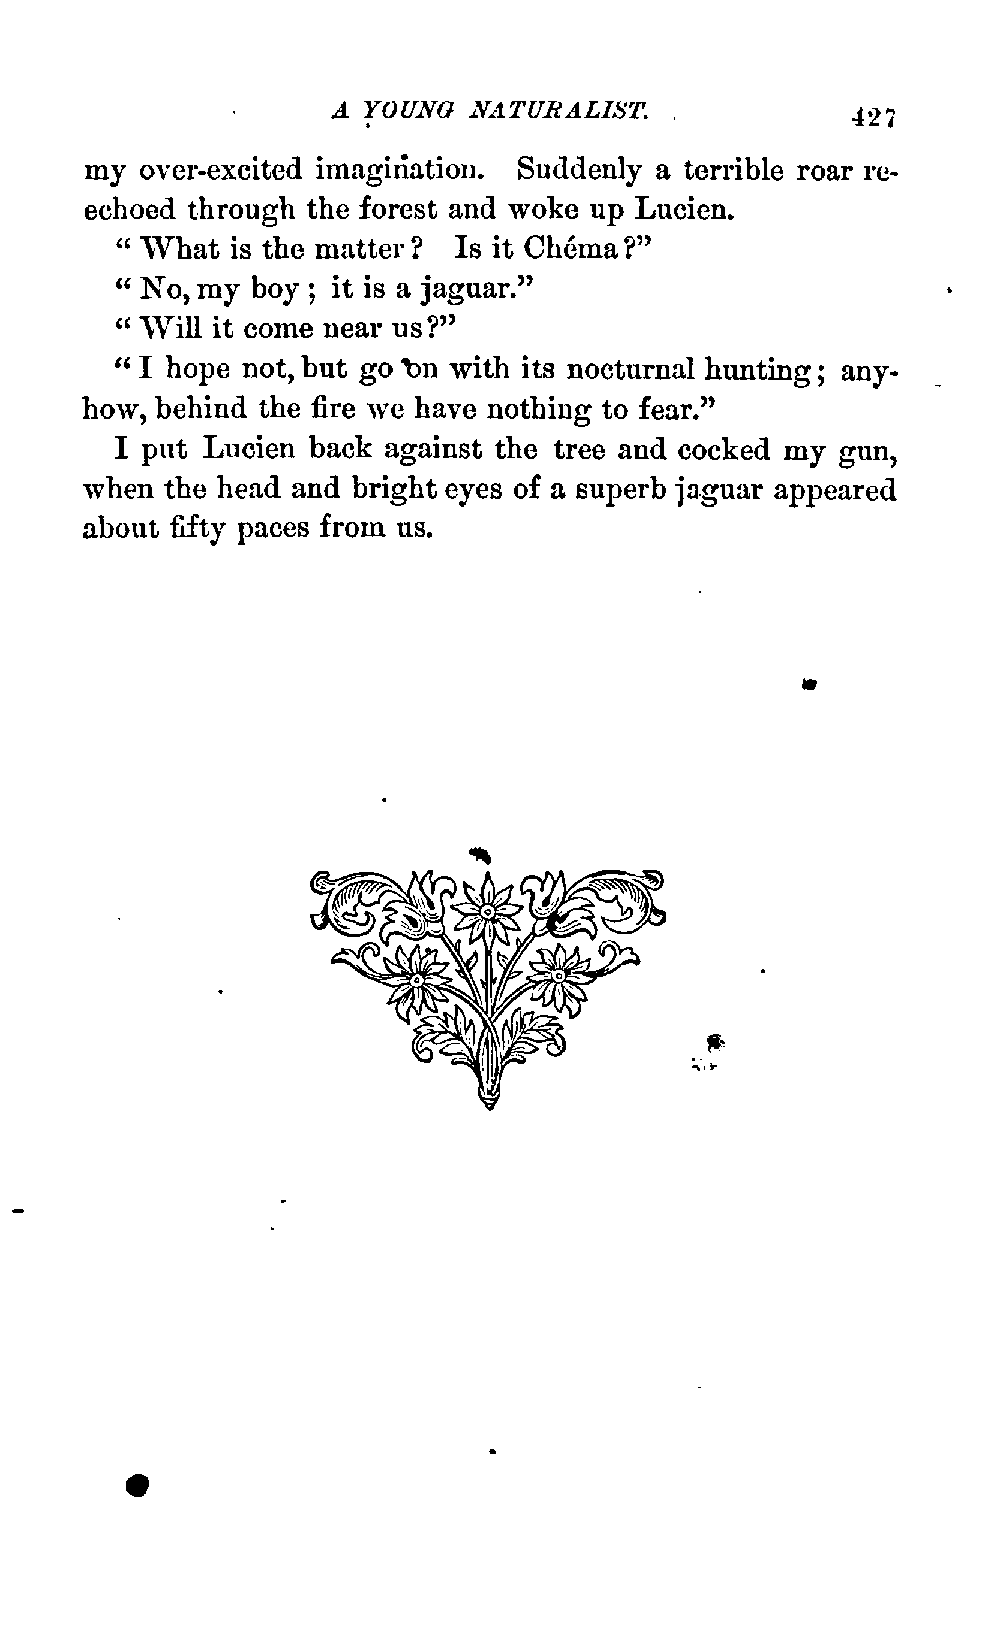 A YOUNG NATURALIST. 427
my over-excited imagination. Suddenly a terrible roar re-
echoed through the forest and woke up Lucien.
“ What is the matter? Is it Chéma?”
“ No, my boy ; it is a jaguar.”
“ Will it come near us?”
“ I hope not, but go on with its nocturnal hunting; any-
how, behind the fire we have nothing to fear.”
I put Lucien back against the tree and cocked my gun,
when the head and bright eyes of a superb jaguar appeared
about fifty paces from us.